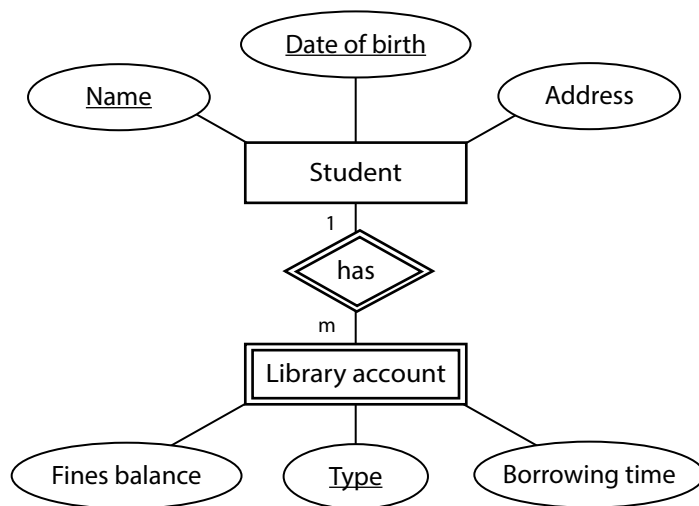 Date of birth
Name
Address
Student
1
has
m
Library account
Fines balance
Type
Borrowing time